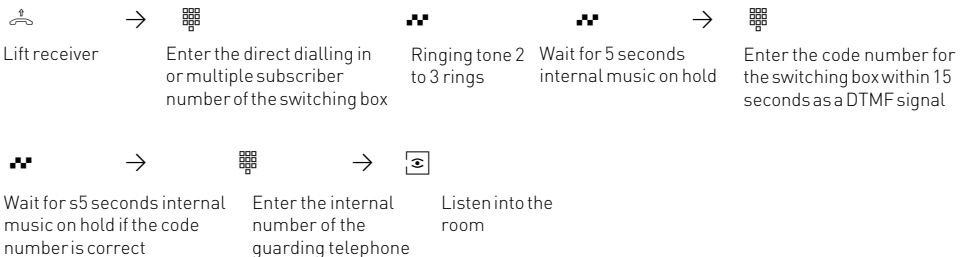 Lift receiver
Enter the direct dialling in
or multiple subscriber
number of the switching box
Ringing tone 2
to 3 rings
Wait for 5 seconds
internal music on hold
Enter the code number for
the switching box within 15
seconds as a DTMF signal
Wait for s5 seconds internal
music on hold if the code
number is correct
Enter the internal
number of the
guarding telephone
Listen into the
room